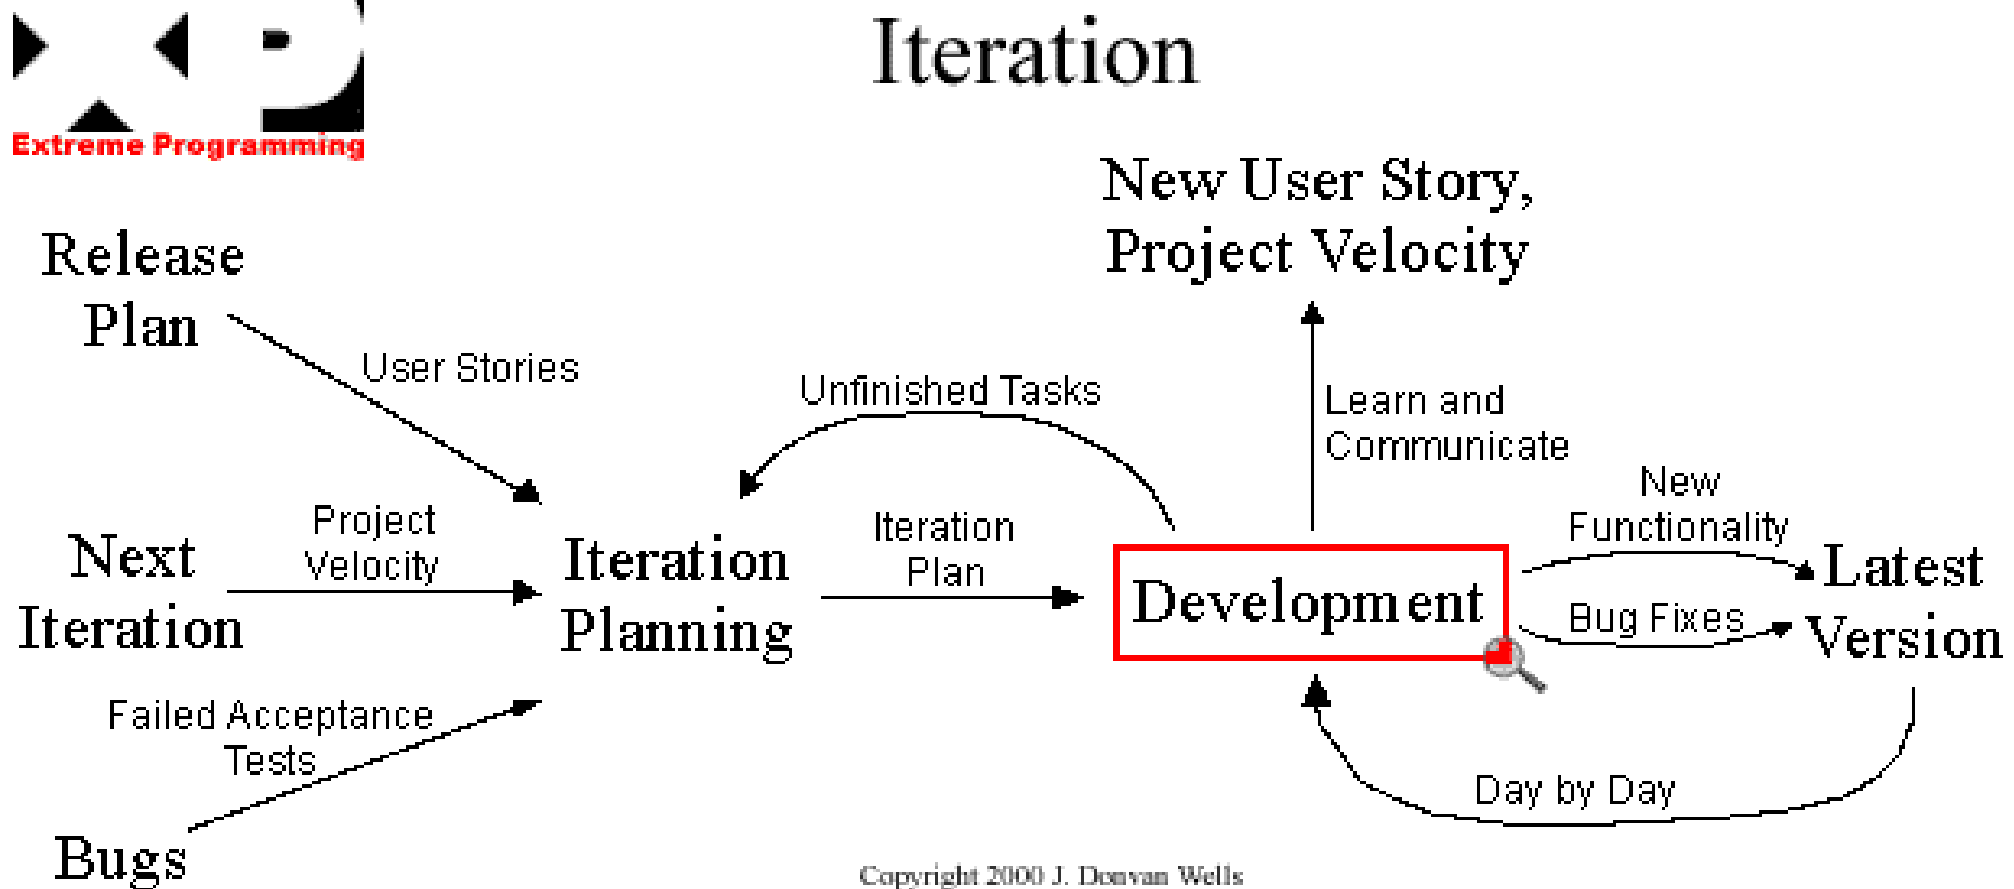 XP
Extreme Programming
Iteration
New User Story,
Project Velocity
Release
Plan
User Stories
Unfinished Tasks
Learn and
Communicate
New
Functionality
Project
Velocity
Next
Iteration
Iteration
Planning
Iteration
Plan
Development
Bug Fixes
Latest
Version
Failed Acceptance
Tests
Day by Day
Bugs
Copyright 2000 J. Donvan Wells